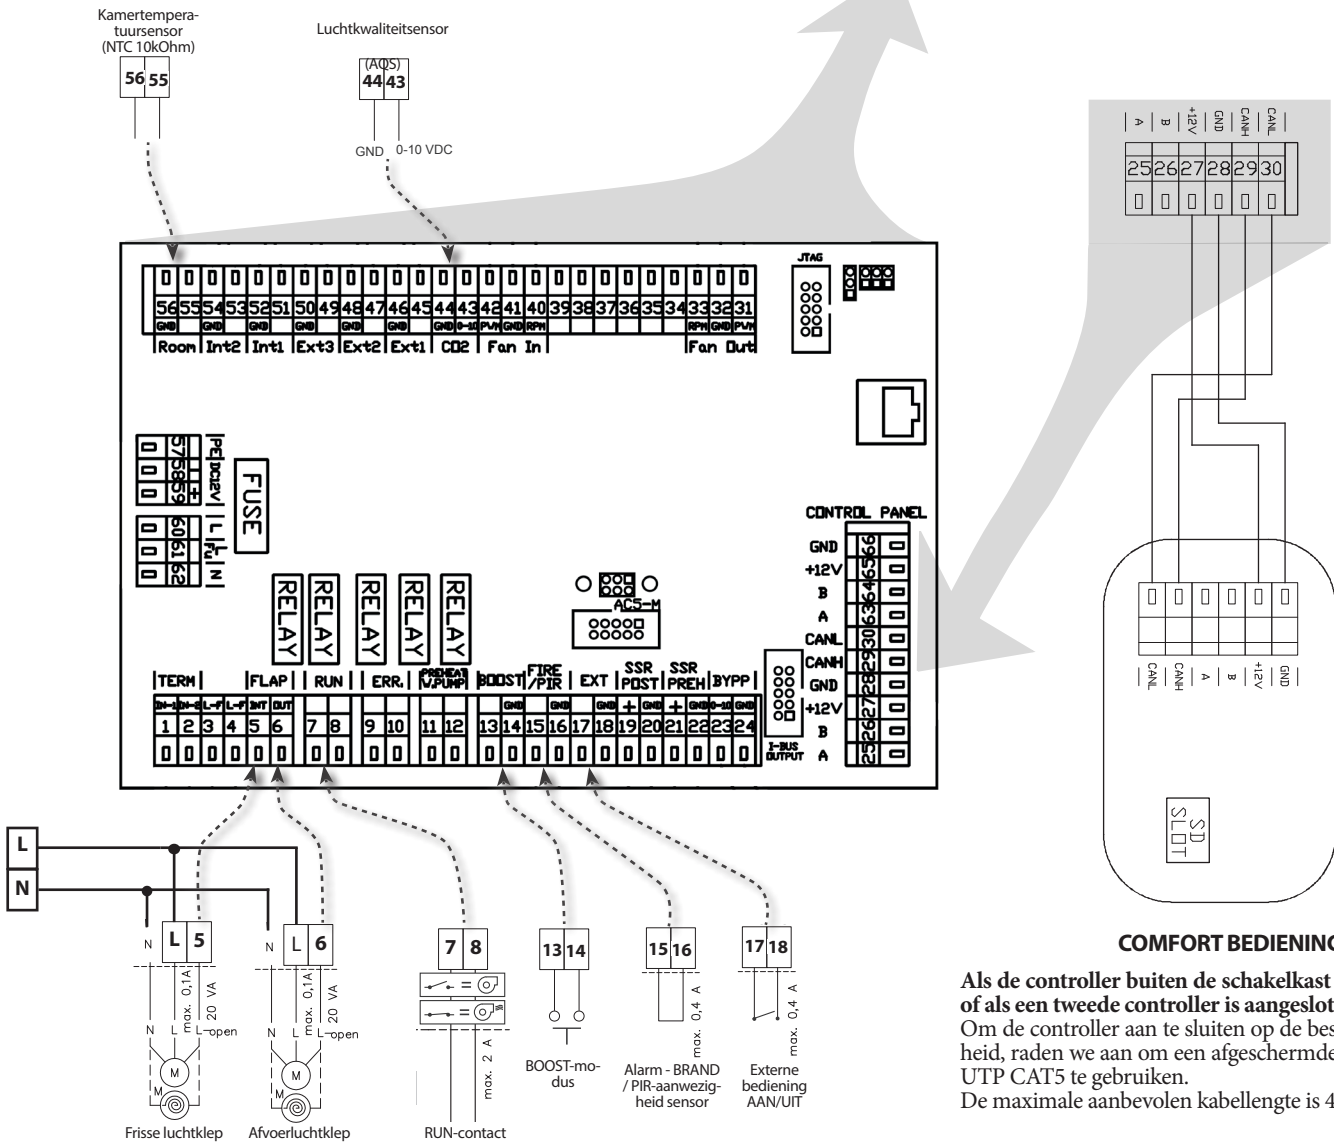 Kamertempera-
tuursensor
(NTC 10kOhm)
56 55
Luchtkwaliteitsensor
(AQS)
44 43
GND 0-10 VDC
A B +12V GND CANH CANL
25 26 27 28 29 30
JTAG
56 55 54 53 52 51 50 49 48 47 46 45 44 43 42 41 40 39 38 37 36 35 34 33 32 31
GND GND GND GND GND GND GND 0-10 PWM GND RPM RPM GND PWM
Room Int2 Int1 Ext3 Ext2 Ext1 CO2 Fan In Fan Out
57 58 59
PE DC12V
+
60 61 62
L L Fu N
FUSE
CONTROL PANEL
GND 66
+12V 65
B 64
A 63
CANL 30
CANH 29
GND 28
+12V 27
B 26
A 25
RELAY RELAY RELAY RELAY RELAY
AC5-M
I-BUS
OUTPUT
TERM FLAP RUN ERR. PREHEAT W.PUMP BOOST FIRE /PIR EXT SSR POST SSR PREH BYPP
IN-1 IN-2 L-F L-F INT OUT GND GND GND + GND + GND 0-10 GND
1 2 3 4 5 6 7 8 9 10 11 12 13 14 15 16 17 18 19 20 21 22 23 24
CANL CANH A B +12V GND
SD
SLOT
L
N
N L 5
max. 0,1A
20 VA
N L L open
M
M
Frisse luchtklep
N L 6
max. 0,1A
20 VA
N L L open
M
M
Afvoerluchtklep
7 8
=
=
max. 2 A
RUN-contact
13 14
BOOST-mo-
dus
15 16
max. 0,4 A
Alarm - BRAND
/ PIR-aanwezig-
heid sensor
17 18
max. 0,4 A
Externe
bediening
AAN/UIT
COMFORT BEDIENING
Als de controller buiten de schakelkast
of als een tweede controller is aangeslot
Om de controller aan te sluiten op de bes
heid, raden we aan om een afgeschermde
UTP CAT5 te gebruiken.
De maximale aanbevolen kabellengte is 4